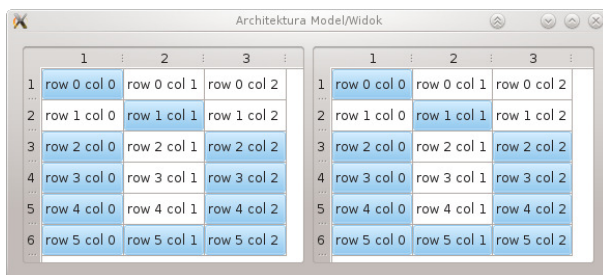 Architektura Model/Widok
1 2 3 1 2 3
1 row 0 col 0 row 0 col 1 row 0 col 2 1 row 0 col 0 row 0 col 1 row 0 col 2
2 row 1 col 0 row 1 col 1 row 1 col 2 2 row 1 col 0 row 1 col 1 row 1 col 2
3 row 2 col 0 row 2 col 1 row 2 col 2 3 row 2 col 0 row 2 col 1 row 2 col 2
4 row 3 col 0 row 3 col 1 row 3 col 2 4 row 3 col 0 row 3 col 1 row 3 col 2
5 row 4 col 0 row 4 col 1 row 4 col 2 5 row 4 col 0 row 4 col 1 row 4 col 2
6 row 5 col 0 row 5 col 1 row 5 col 2 6 row 5 col 0 row 5 col 1 row 5 col 2